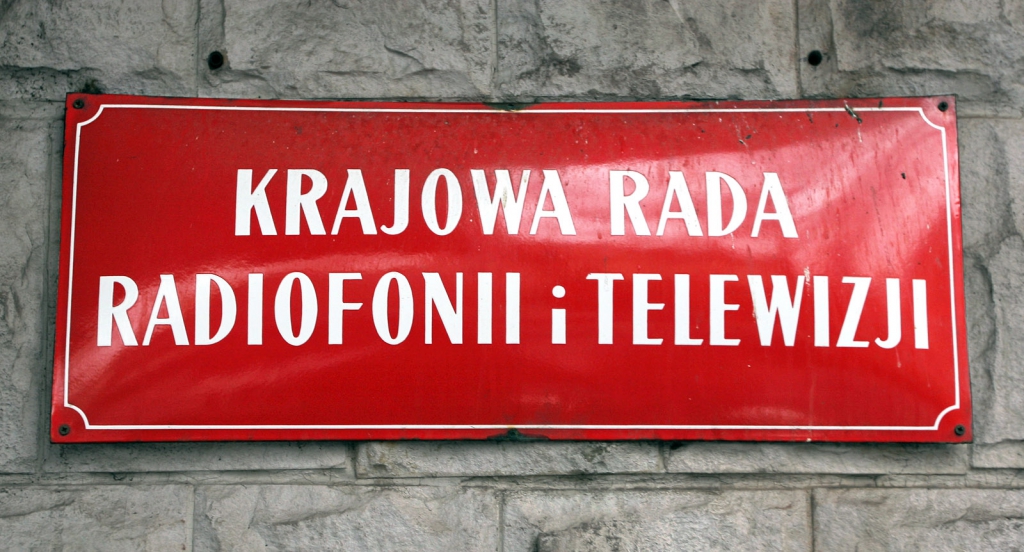 KRAJOWA RADA
RADIOFONII i TELEWIZJI